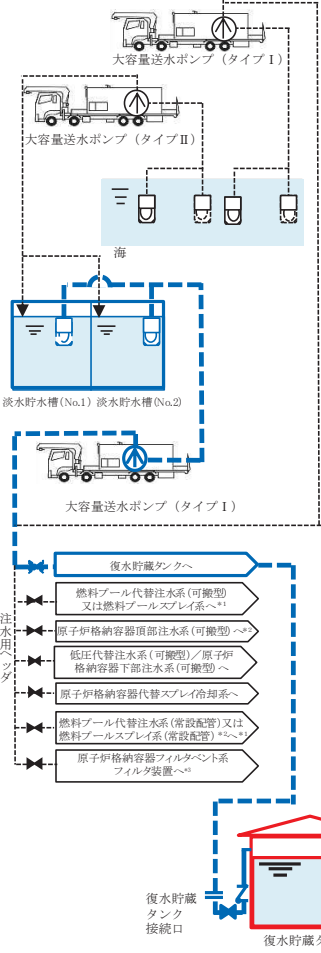 大容量送水ポンプ（タイプⅠ）
大容量送水ポンプ（タイプⅡ）
海
淡水貯水槽(No.1) 淡水貯水槽(No.2)
大容量送水ポンプ（タイプⅠ）
注水用ヘッダ
復水貯蔵タンクへ
燃料プール代替注水系(可搬型)
又は燃料プールスプレイ系へ*1
原子炉格納容器頂部注水系(可搬型)へ*2
低圧代替注水系(可搬型)／原子炉
格納容器下部注水系(可搬型)へ
原子炉格納容器代替スプレイ冷却系へ
燃料プール代替注水系(常設配管)又は
燃料プールスプレイ系(常設配管)*2へ*1
原子炉格納容器フィルタベント系
フィルタ装置へ*3
復水貯蔵
タンク
接続口
復水貯蔵タ